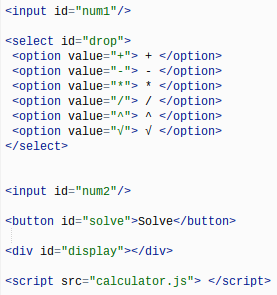 <input id="num1"/>
<select id="drop">
<option value="+"> + </option>
<option value="-"> - </option>
<option value="*"> * </option>
<option value="/"> / </option>
<option value="^"> ^ </option>
<option value="√"> √ </option>
</select>
<input id="num2"/>
<button id="solve">Solve</button>
<div id="display"></div>
<script src="calculator.js"> </script>